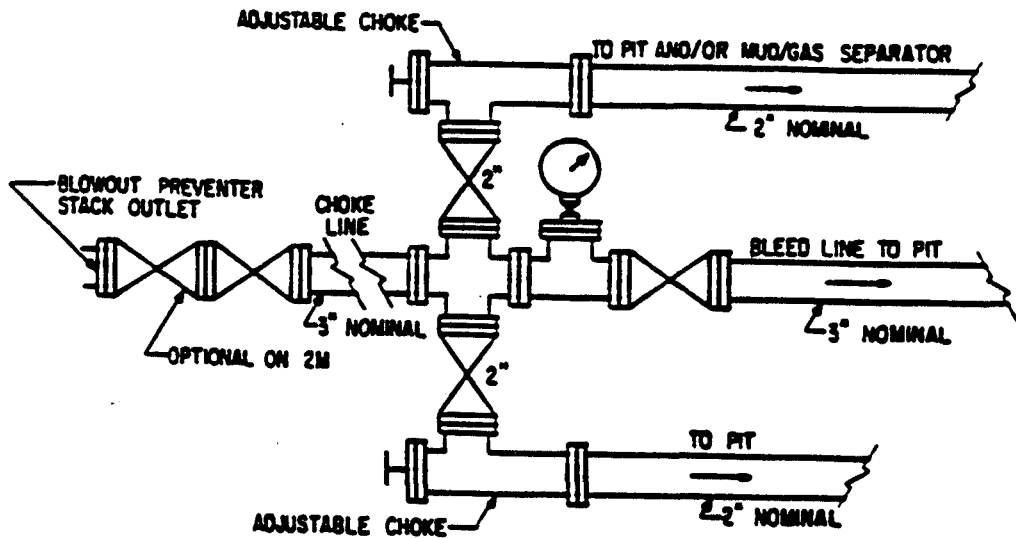 ADJUSTABLE CHOKE
TO PIT AND/OR MUD/GAS SEPARATOR
2" NOMINAL
2"
BLOWOUT PREVENTER
STACK OUTLET
CHOKE
LINE
BLEED LINE TO PIT
3" NOMINAL
3" NOMINAL
OPTIONAL ON 2M
2"
TO PIT
2" NOMINAL
ADJUSTABLE CHOKE